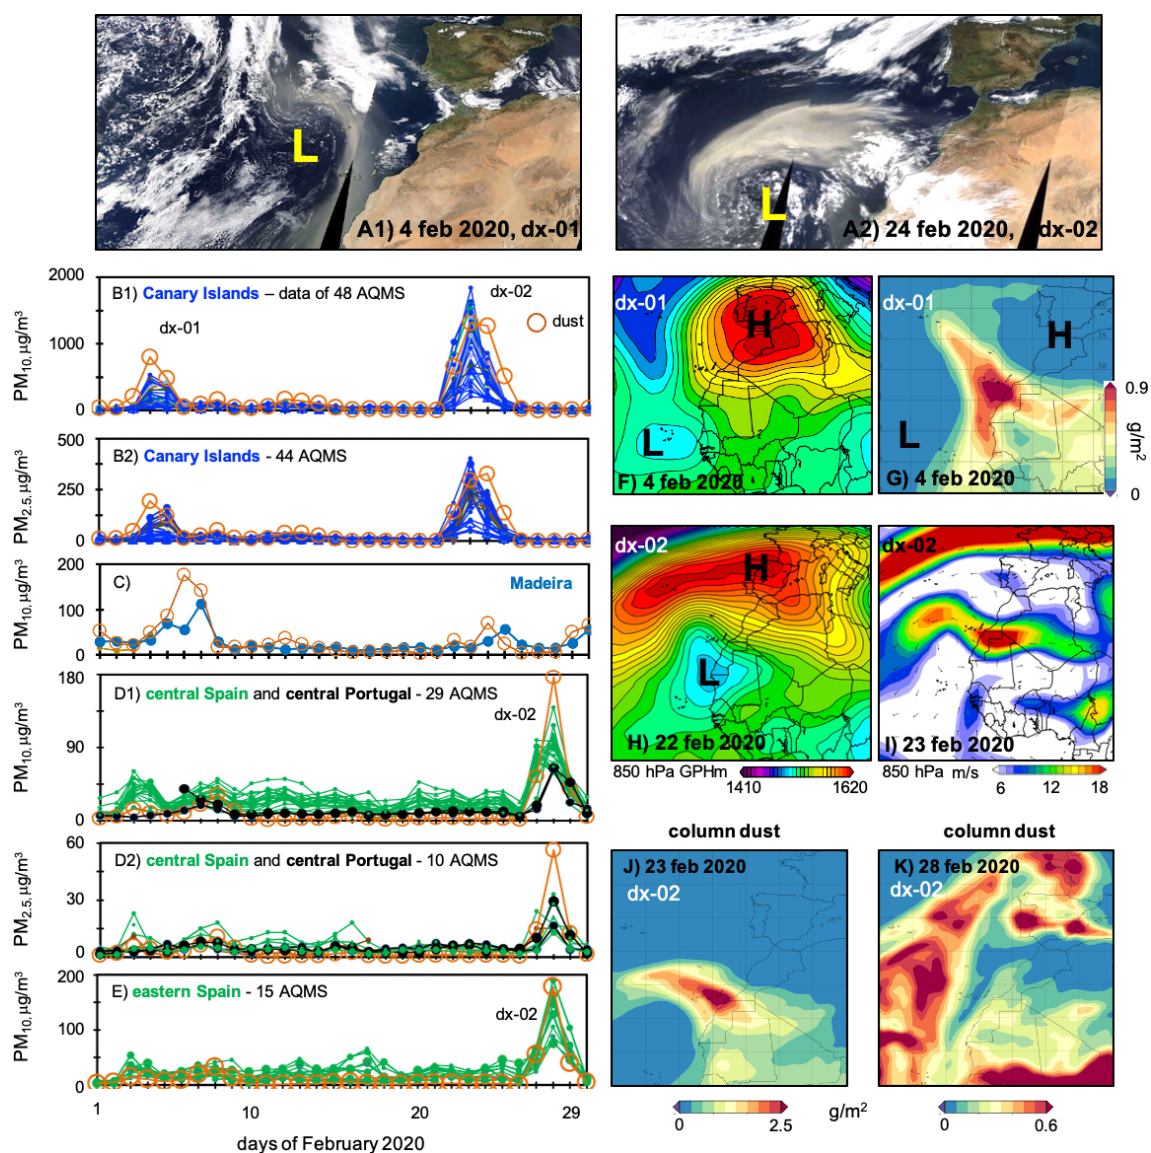 L
A1) 4 feb 2020, dx-01
L
A2) 24 feb 2020, dx-02
2000
1000
0
PM10, µg/m³
B1) Canary Islands – data of 48 AQMS
dx-01
dx-02
dust
500
250
0
PM2.5, µg/m³
B2) Canary Islands - 44 AQMS
200
100
0
PM10, µg/m³
C)
Madeira
180
90
0
PM10, µg/m³
D1) central Spain and central Portugal - 29 AQMS
dx-02
60
30
0
PM2.5, µg/m³
D2) central Spain and central Portugal - 10 AQMS
200
100
0
PM10, µg/m³
E) eastern Spain - 15 AQMS
dx-02
1
10
20
29
days of February 2020
dx-01
H
L
F) 4 feb 2020
dx-01
H
L
G) 4 feb 2020
0.9
g/m²
0
dx-02
H
L
H) 22 feb 2020
850 hPa GPHm
1410
1620
dx-02
I) 23 feb 2020
850 hPa m/s
6
12
18
column dust
J) 23 feb 2020
dx-02
0
2.5
g/m²
column dust
K) 28 feb 2020
dx-02
0
0.6